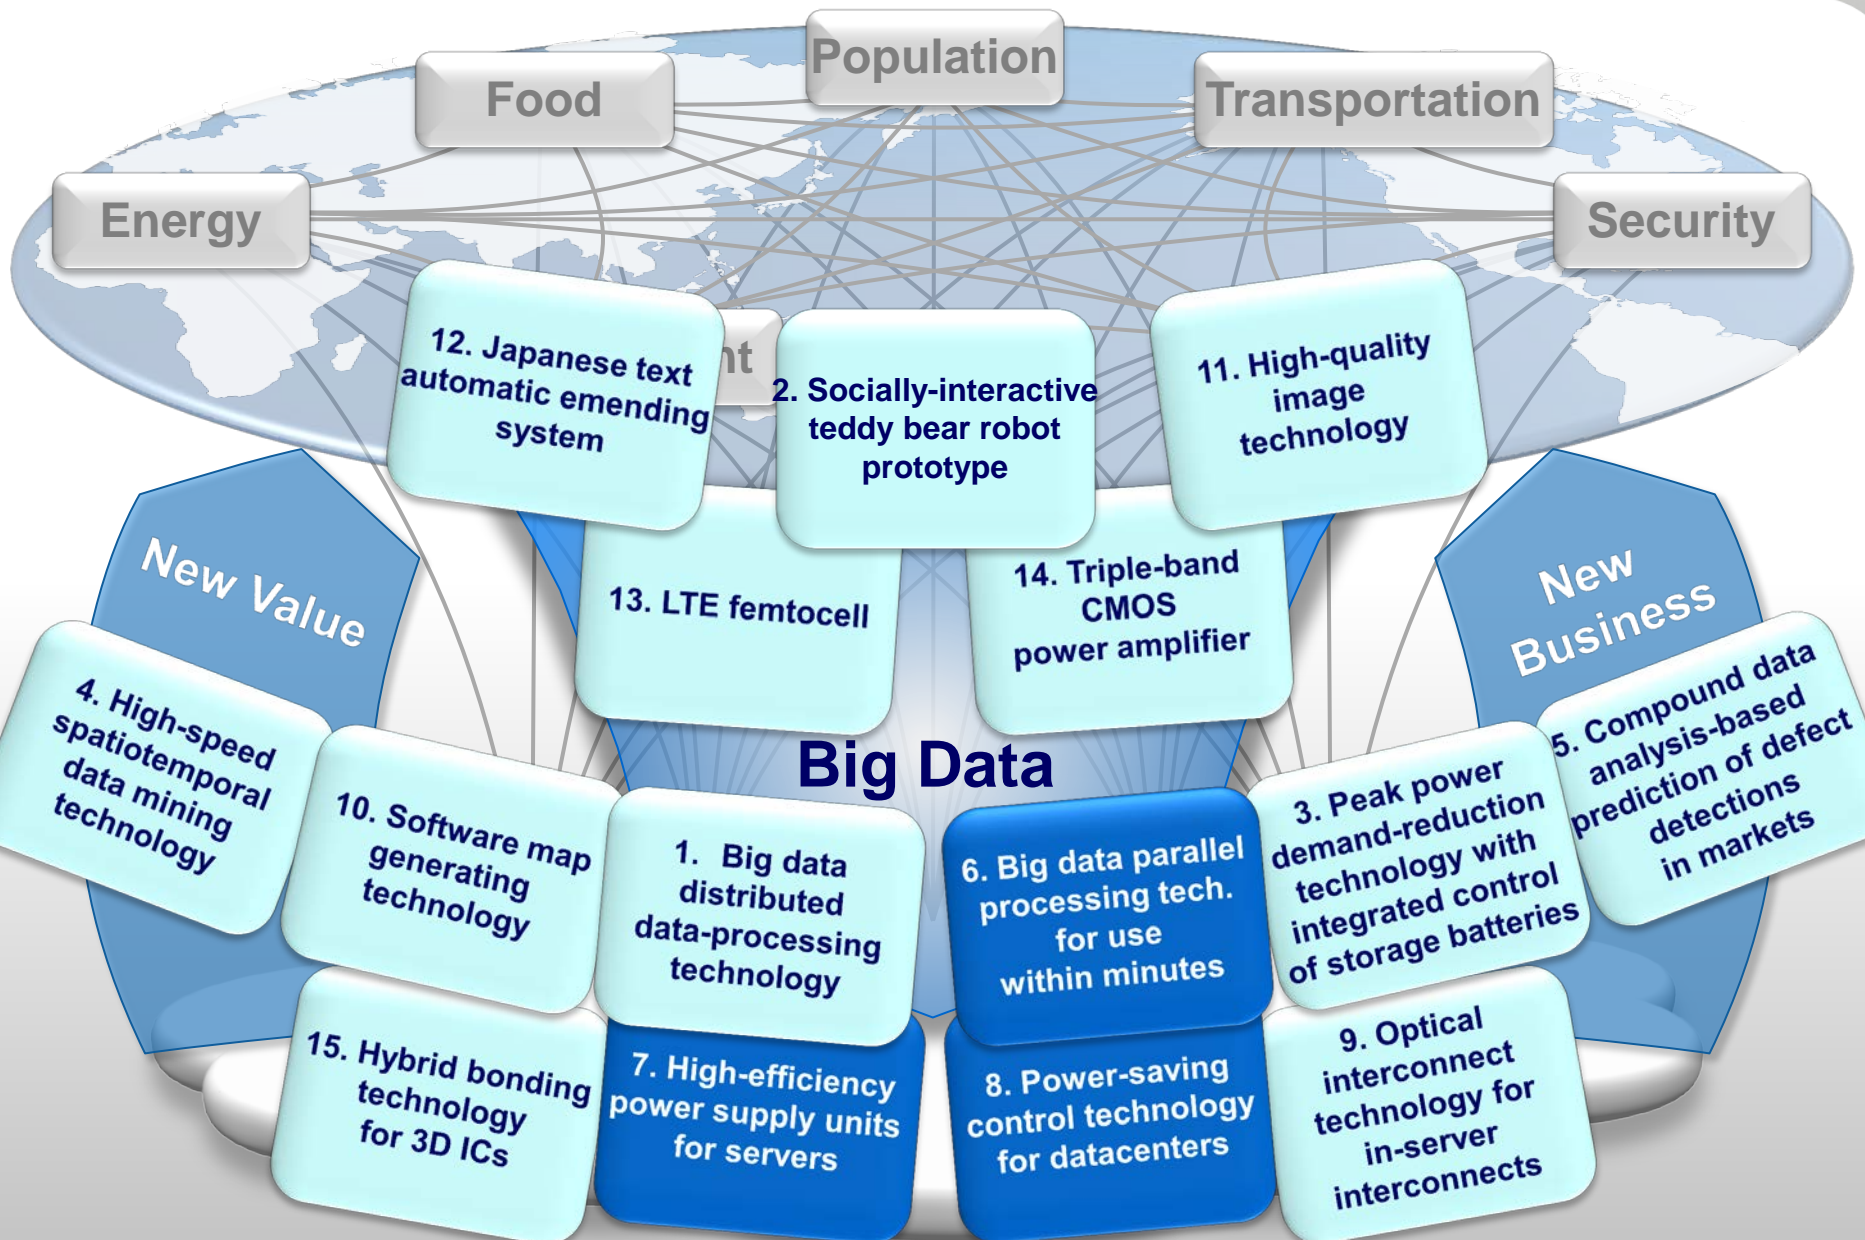 Population
Food
Transportation
Energy
Security
12. Japanese text
automatic emending
system
2. Socially-interactive
teddy bear robot
prototype
11. High-quality
image
technology
New Value
13. LTE femtocell
14. Triple-band
CMOS
power amplifier
New
Business
4. High-speed
spatiotemporal
data mining
technology
Big Data
5. Compound data
analysis-based
prediction of defect
detections
in markets
10. Software map
generating
technology
1. Big data
distributed
data-processing
technology
6. Big data parallel
processing tech.
for use
within minutes
3. Peak power
demand-reduction
technology with
integrated control
of storage batteries
15. Hybrid bonding
technology
for 3D ICs
7. High-efficiency
power supply units
for servers
8. Power-saving
control technology
for datacenters
9. Optical
interconnect
technology for
in-server
interconnects